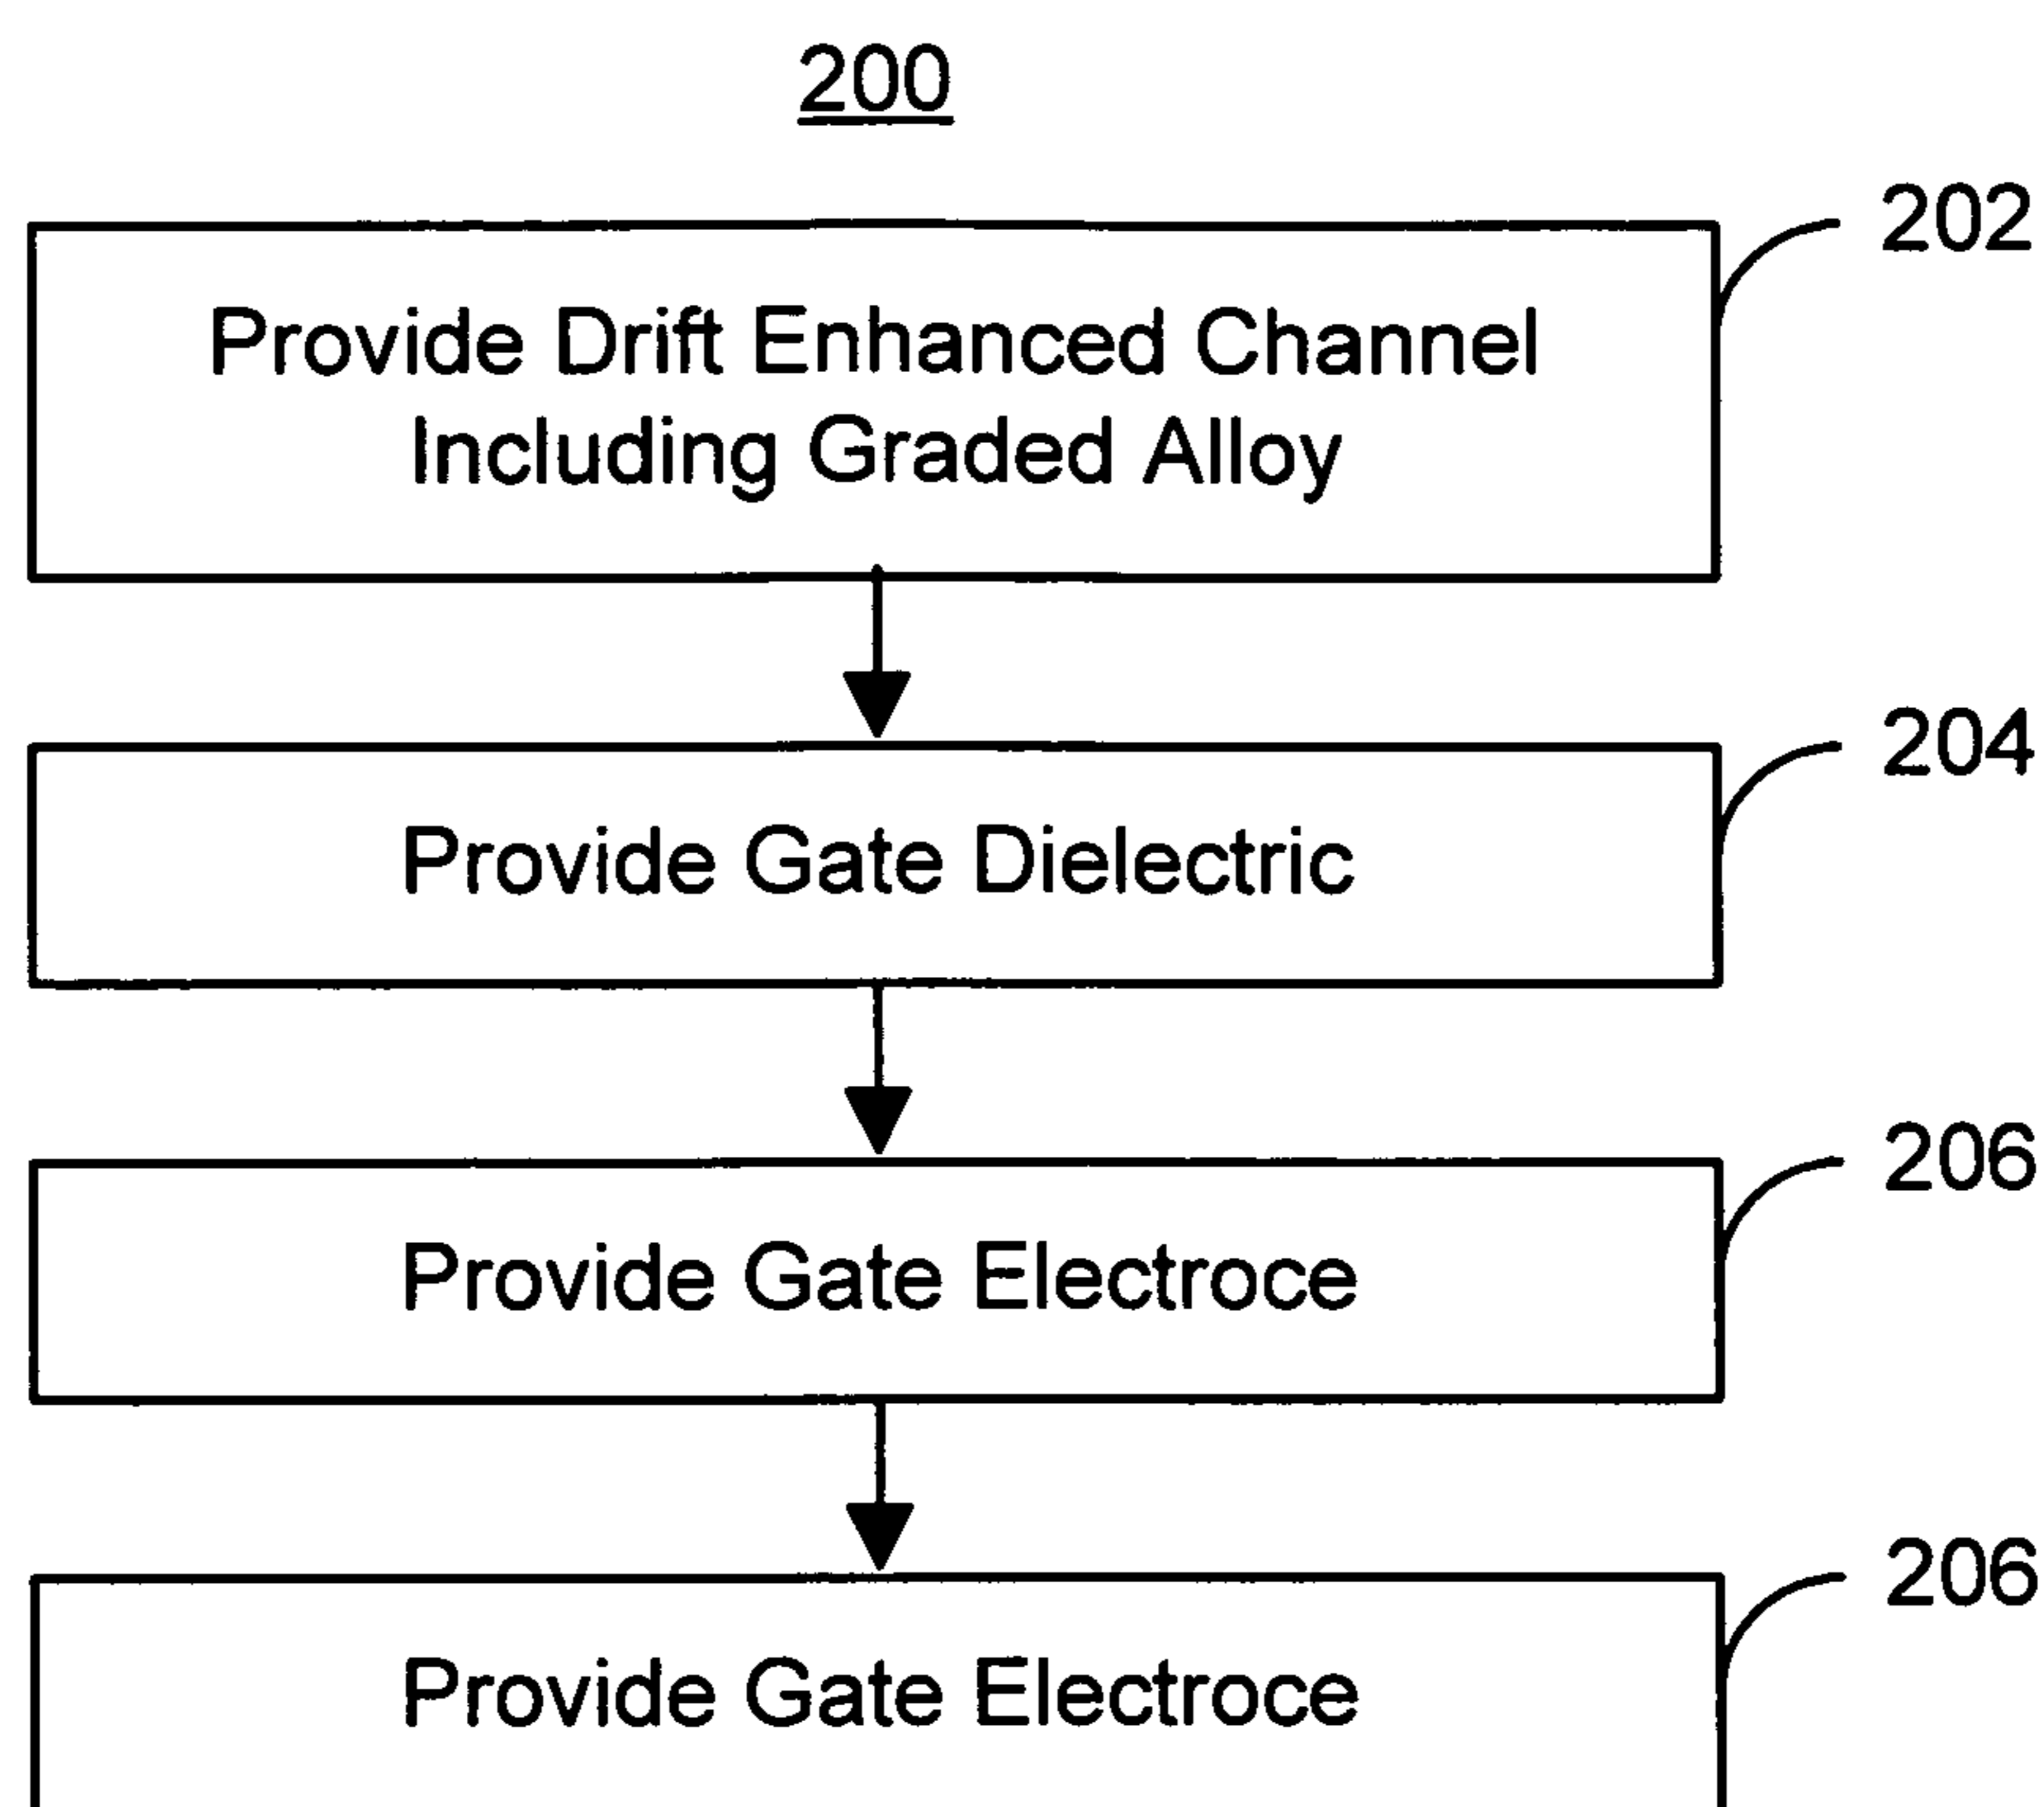 200
202
Provide Drift Enhanced Channel
Including Graded Alloy
204
Provide Gate Dielectric
206
Provide Gate Electroce
206
Provide Gate Electroce